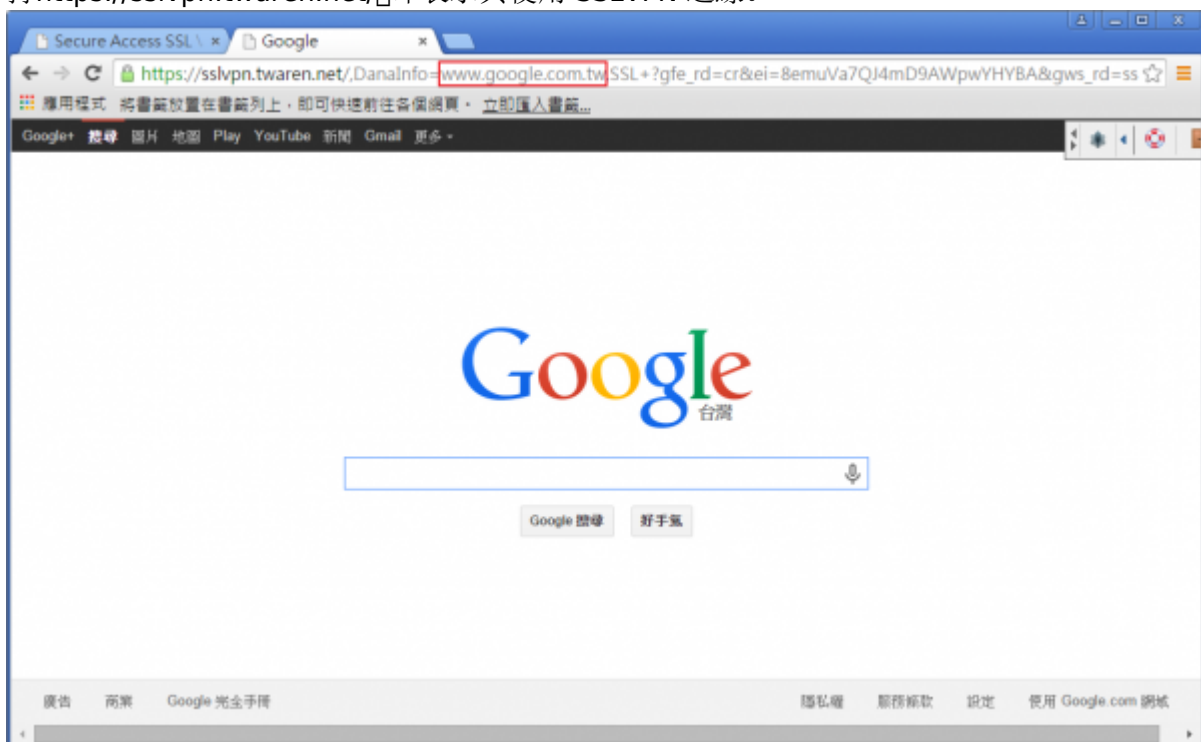 Secure Access SSL V
Google
https://sslvpn.twaren.net/,DanaInfo=www.google.com.tw,SSL+?gfe_rd=cr&ei=8emuVa7QJ4mD9AWpwYHYBA&gws_rd=ss
應用程式 將書籤放置在書籤列上，即可快速前往各個網頁。 立即匯入書籤...
Google+ 搜尋 圖片 地圖 Play YouTube 新聞 Gmail 更多
Google
台灣
Google 搜尋 好手氣
廣告 商業 Google 完全手冊 隱私權 服務條款 設定 使用 Google.com 網域